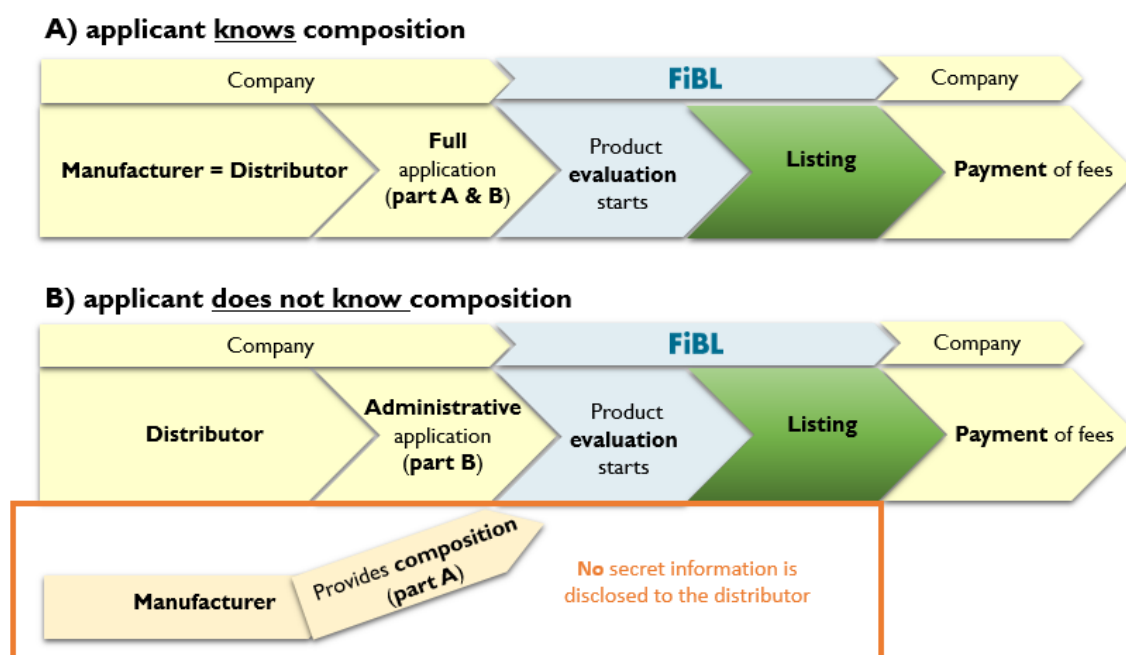 A) applicant knows composition
Company
FiBL
Company
Manufacturer = Distributor
Full
application
(part A & B)
Product
evaluation
starts
Listing
Payment of fees
B) applicant does not know composition
Company
FiBL
Company
Distributor
Administrative
application
(part B)
Product
evaluation
starts
Listing
Payment of fees
Manufacturer
Provides composition
(part A)
No secret information is
disclosed to the distributor